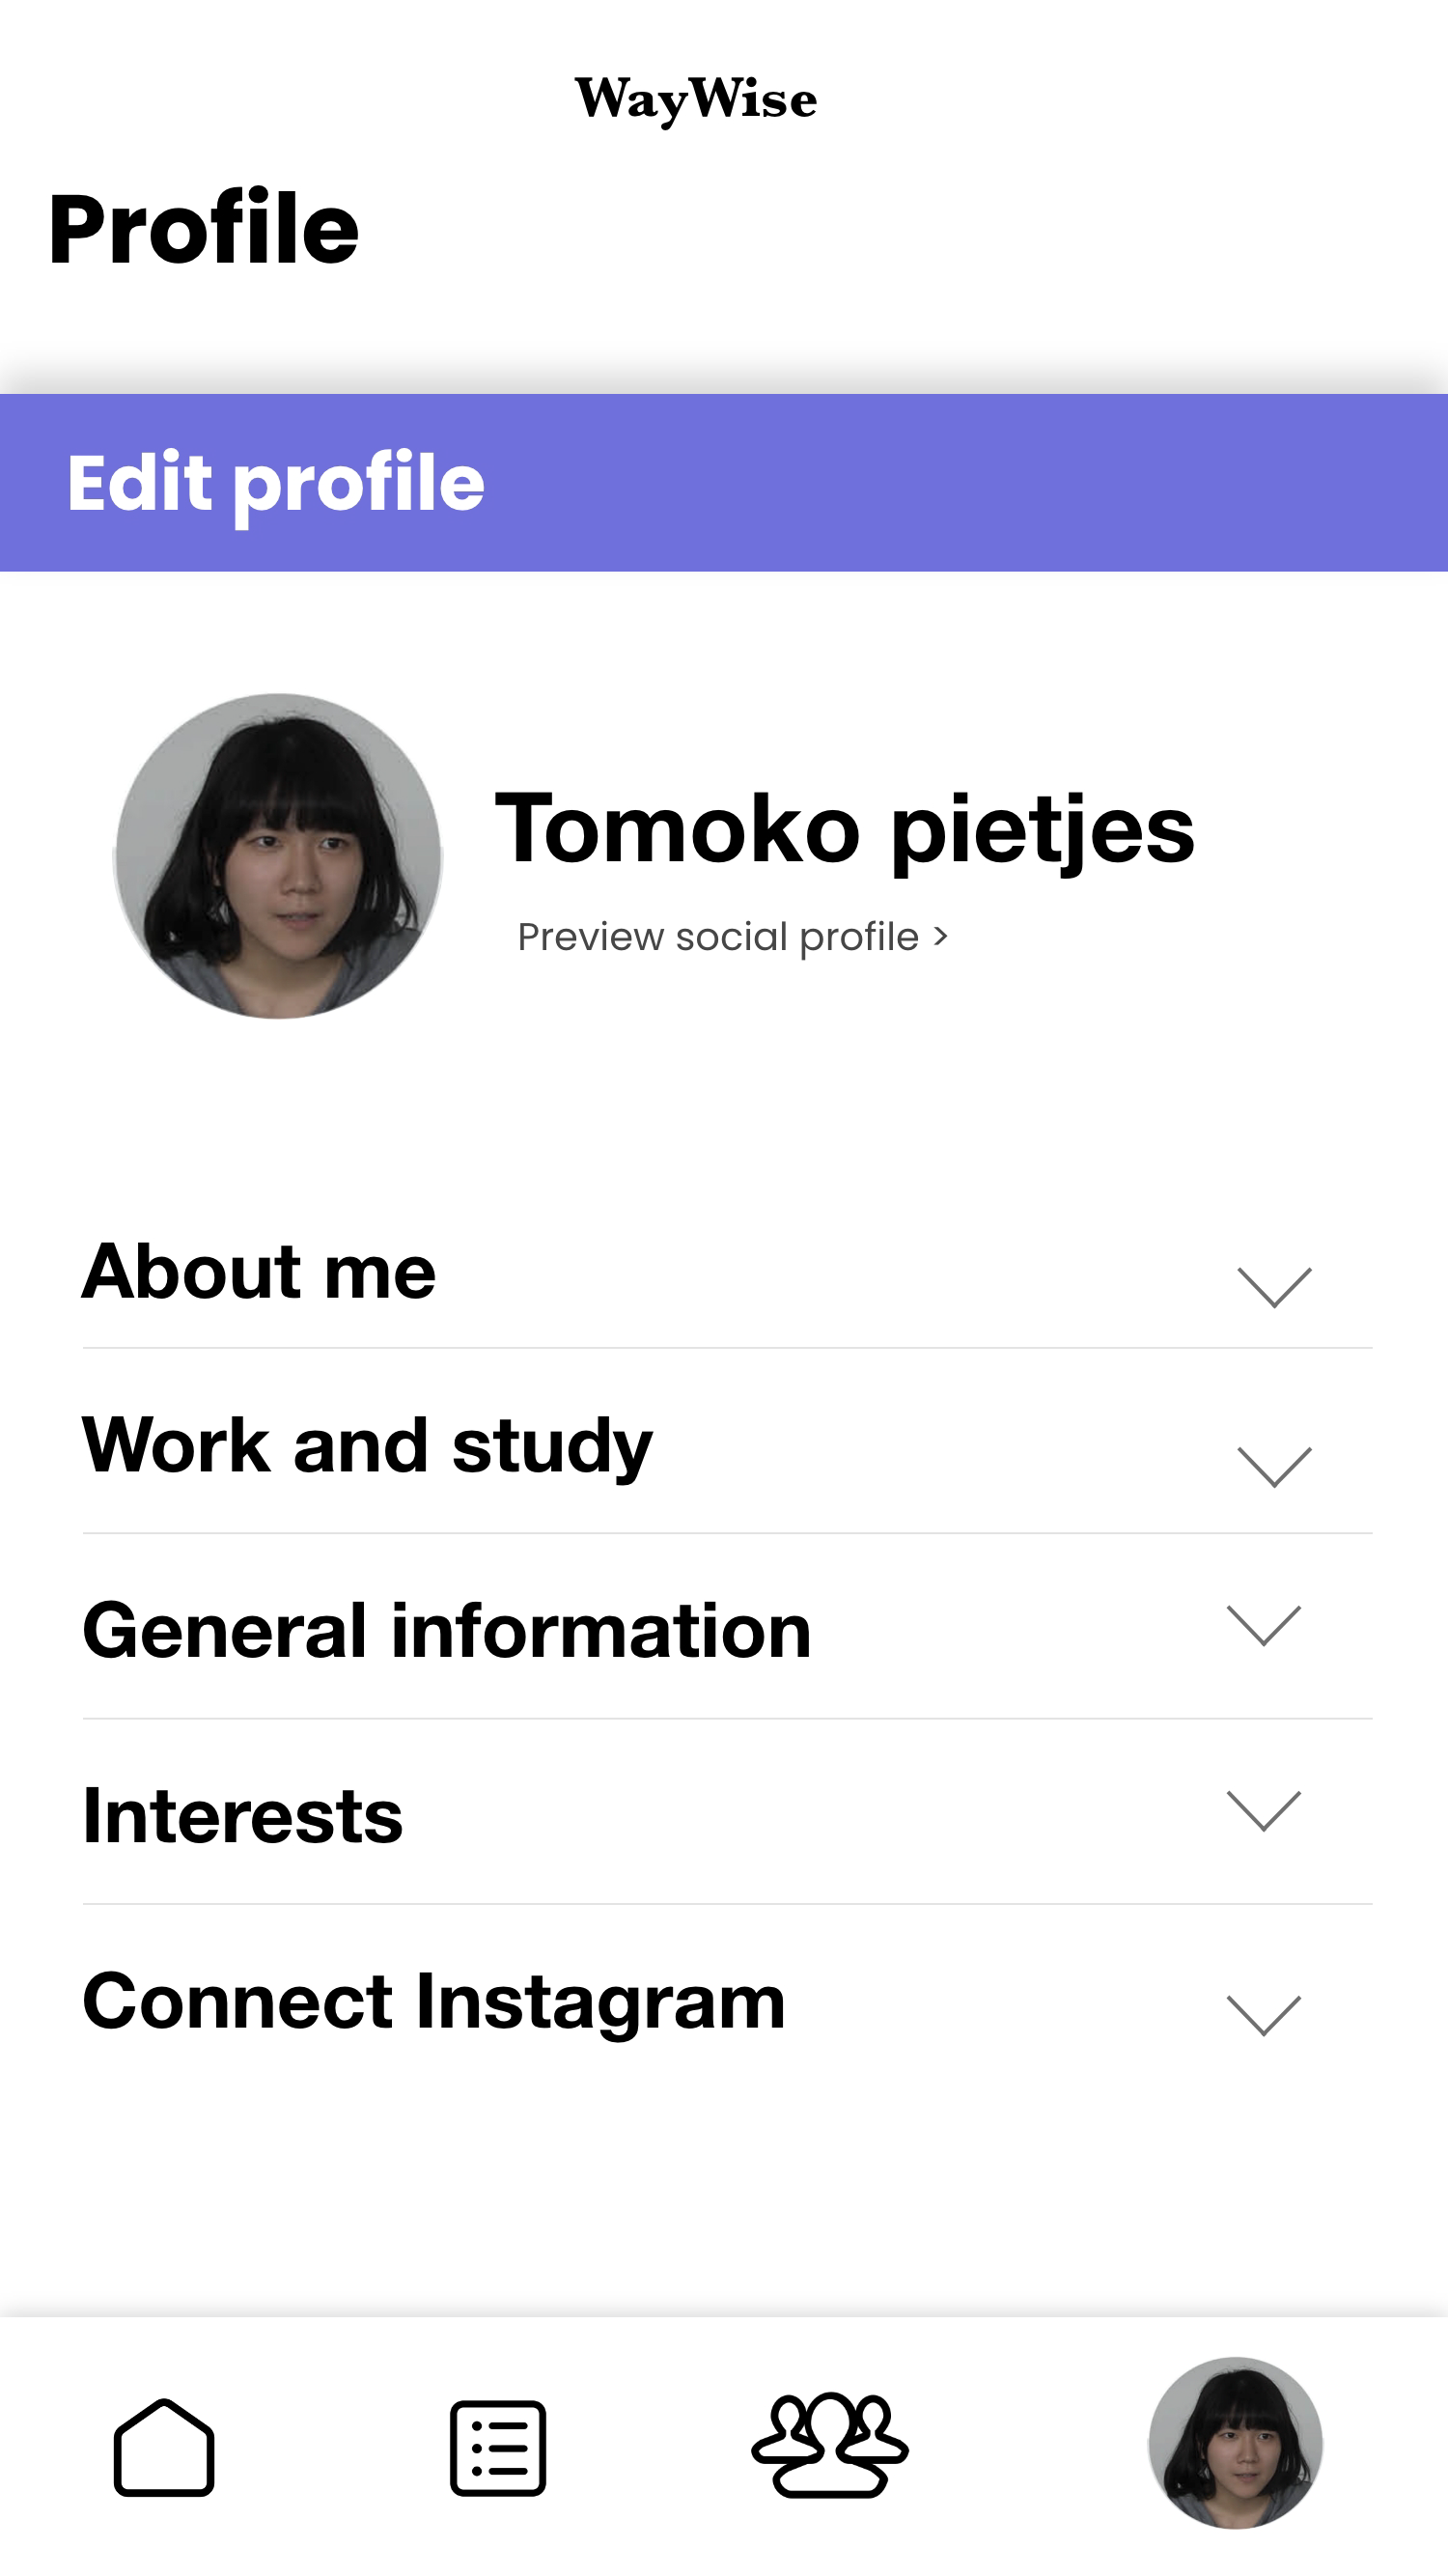 WayWise
Profile
Edit profile
Tomoko pietjes
Preview social profile >
About me
Work and study
General information
Interests
Connect Instagram